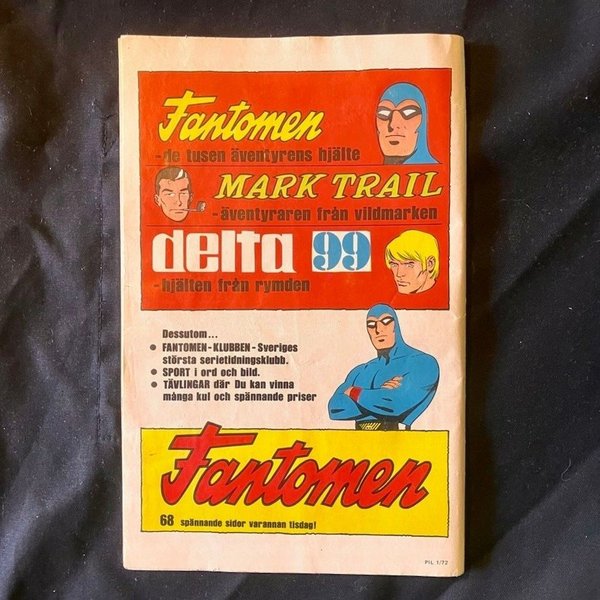 Fantomen
-de tusen äventyrens hjälte
MARK TRAIL
-äventyraren från vildmarken
delta 99
-hjälten från rymden
Dessutom...
● FANTOMEN-KLUBBEN-Sveriges
största serietidningsklubb.
● SPORT i ord och bild.
● TÄVLINGAR där Du kan vinna
många kul och spännande priser
Fantomen
68 spännande sidor varannan tisdag!
PIL 1/72